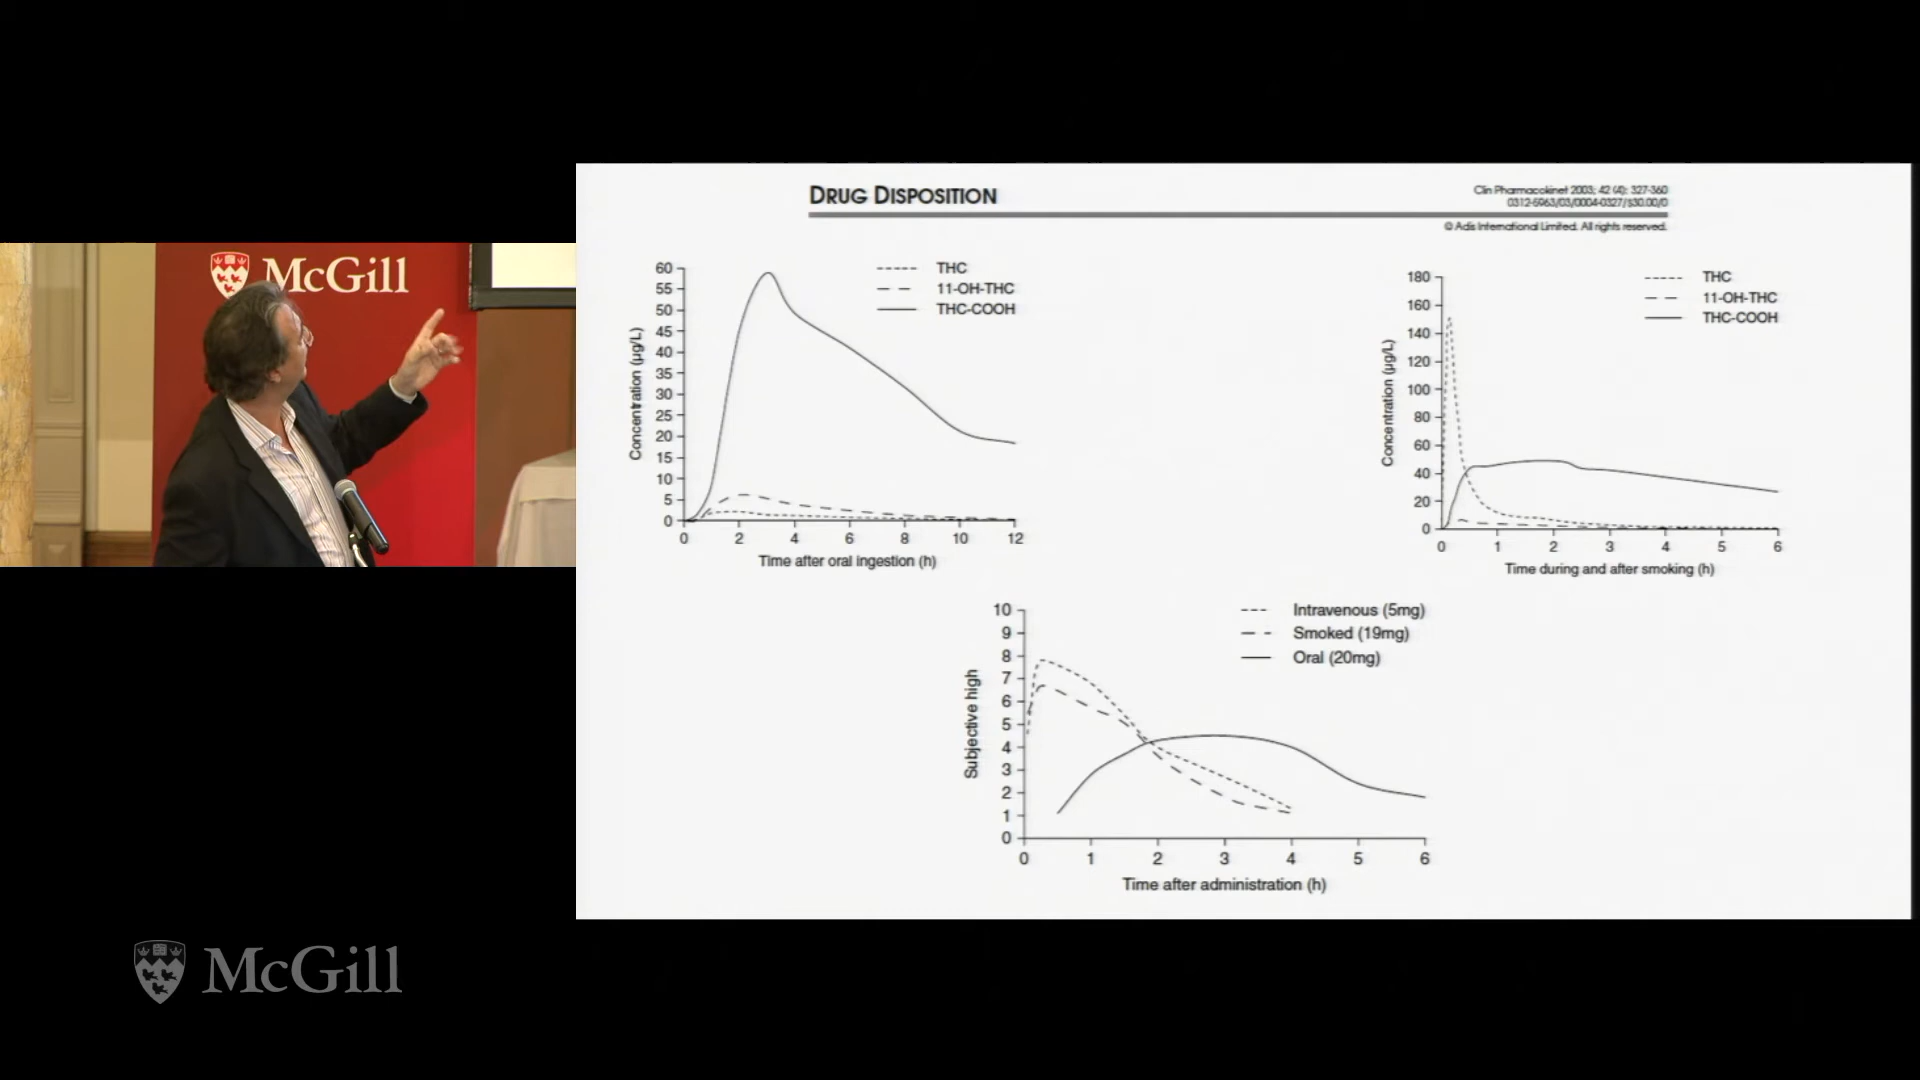 McGill
DRUG DISPOSITION
Clin Pharmacokinet 2003; 42 (4): 327-360
0312-5963/03/0004-0327/$30.00/0
© Adis International Limited. All rights reserved.
60
55
50
45
40
35
30
25
20
15
10
5
0
Concentration (µg/L)
THC
11-OH-THC
THC-COOH
0 2 4 6 8 10 12
Time after oral ingestion (h)
180
160
140
120
100
80
60
40
20
0
Concentration (µg/L)
THC
11-OH-THC
THC-COOH
0 1 2 3 4 5 6
Time during and after smoking (h)
10
9
8
7
6
5
4
3
2
1
0
Subjective high
Intravenous (5mg)
Smoked (19mg)
Oral (20mg)
0 1 2 3 4 5 6
Time after administration (h)
McGill